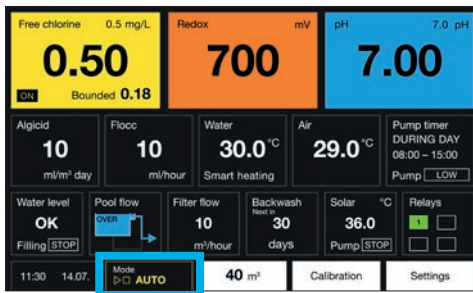 Free chlorine 0.5 mg/L
0.50
ON Bounded 0.18
Redox mV
700
pH 7.0 pH
7.00
Algicid
10
ml/m³ day
Flocc
10
ml/hour
Water
30.0°C
Smart heating
Air
29.0°C
Pump timer
DURING DAY
08:00 – 15:00
Pump LOW
Water level
OK
Filling STOP
Pool flow
OVER
Filter flow
10
m³/hour
Backwash
Next in
30
days
Solar °C
36.0
Pump STOP
Relays
1
11:30 14.07.
Mode
AUTO
40 m³
Calibration
Settings